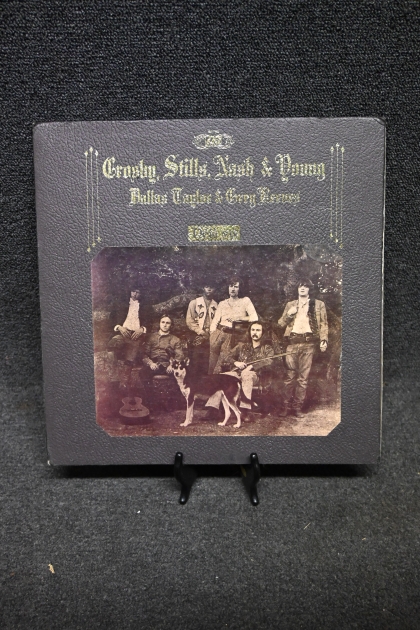 Crosby, Stills, Nash & Young
Dallas Taylor & Greg Reeves